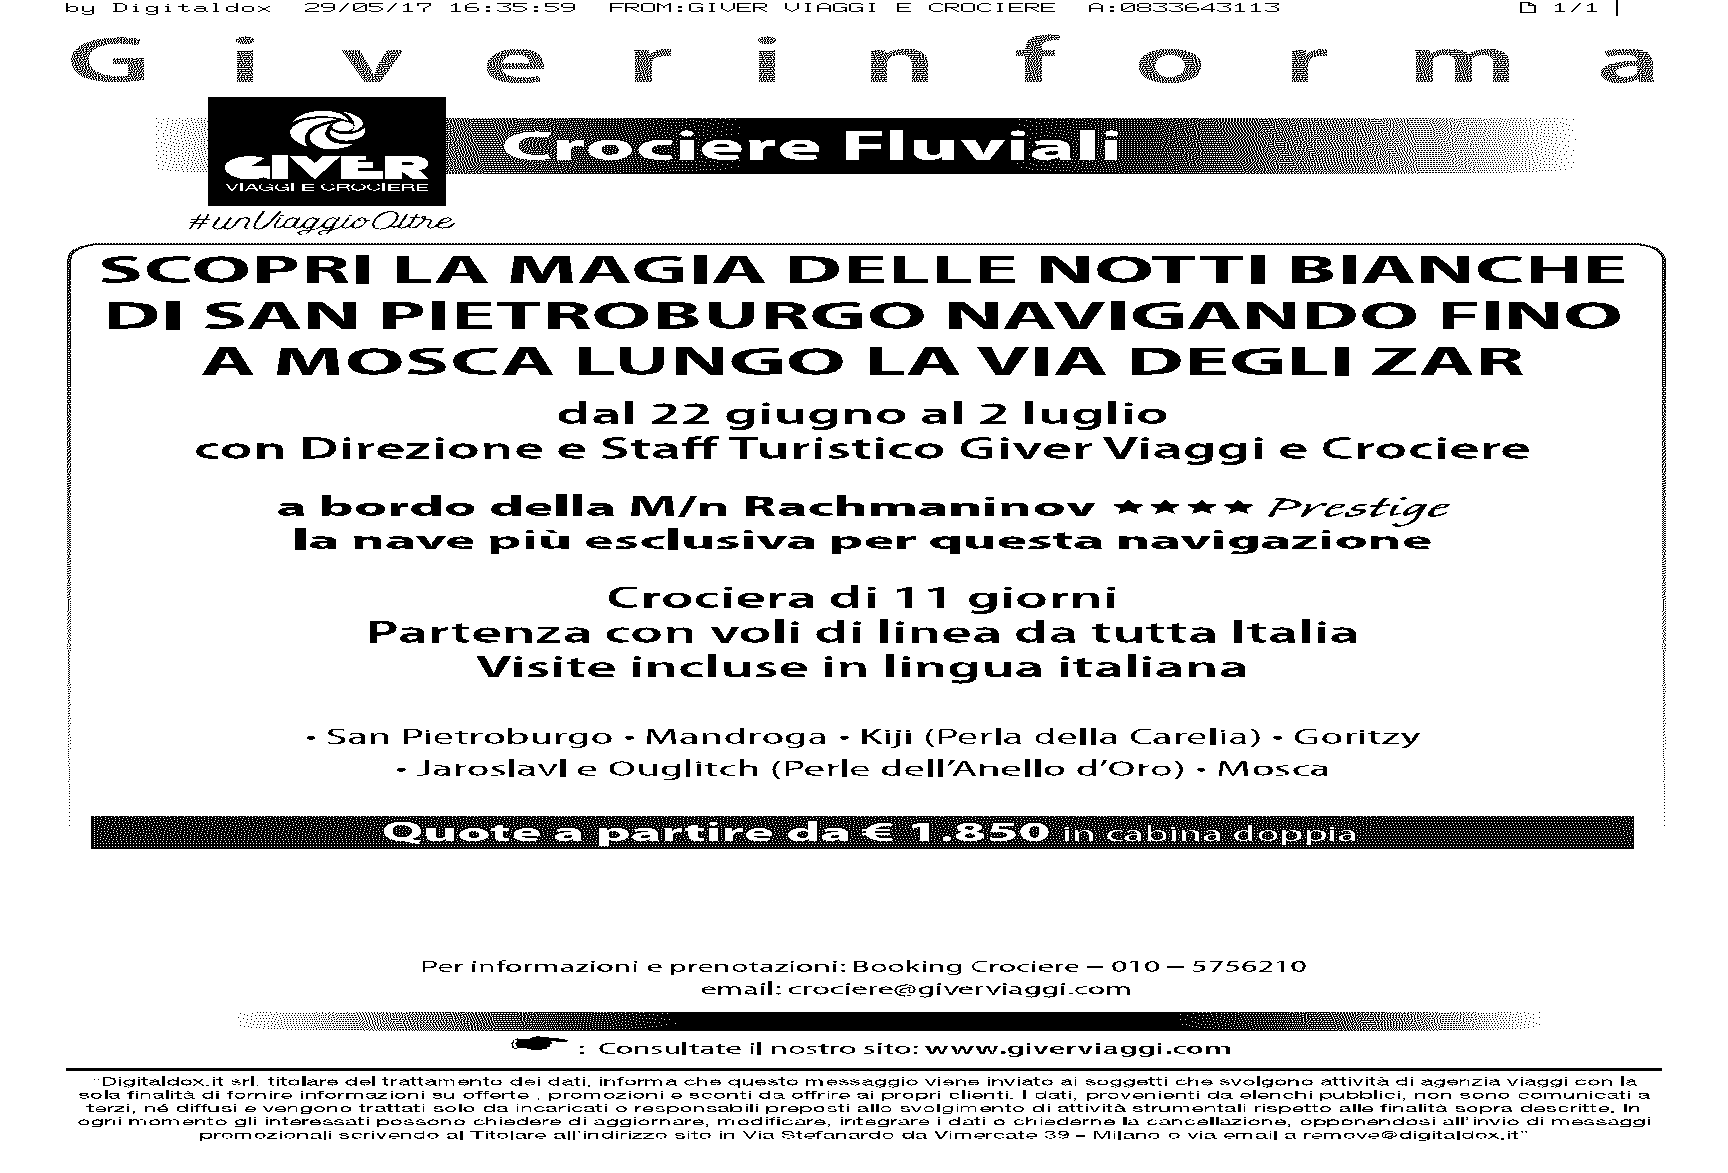 by Digitaldox 29/05/17 16:35:59 FROM:GIVER VIAGGI E CROCIERE A:0833643113 1/1 |
Giverinforma
GIVER
VIAGGI E CROCIERE
Crociere Fluviali
#unViaggioOltre
SCOPRI LA MAGIA DELLE NOTTI BIANCHE
DI SAN PIETROBURGO NAVIGANDO FINO
A MOSCA LUNGO LA VIA DEGLI ZAR
dal 22 giugno al 2 luglio
con Direzione e Staff Turistico Giver Viaggi e Crociere
a bordo della M/n Rachmaninov ★★★★ Prestige
la nave più esclusiva per questa navigazione
Crociera di 11 giorni
Partenza con voli di linea da tutta Italia
Visite incluse in lingua italiana
• San Pietroburgo • Mandroga • Kiji (Perla della Carelia) • Goritzy
• Jaroslavl e Ouglitch (Perle dell'Anello d'Oro) • Mosca
Quote a partire da € 1.850 in cabina doppia
Per informazioni e prenotazioni: Booking Crociere – 010 – 5756210
email: crociere@giverviaggi.com
: Consultate il nostro sito: www.giverviaggi.com
"Digitaldox.it srl. titolare del trattamento dei dati, informa che questo messaggio viene inviato ai soggetti che svolgono attività di agenzia viaggi con la
sola finalità di fornire informazioni su offerte , promozioni e sconti da offrire ai propri clienti. I dati, provenienti da elenchi pubblici, non sono comunicati a
terzi, né diffusi e vengono trattati solo da incaricati o responsabili preposti allo svolgimento di attività strumentali rispetto alle finalità sopra descritte. In
ogni momento gli interessati possono chiedere di aggiornare, modificare, integrare i dati o chiederne la cancellazione, opponendosi all'invio di messaggi
promozionali scrivendo al Titolare all'indirizzo sito in Via Stefanardo da Vimercate 39 – Milano o via email a remove@digitaldox.it"